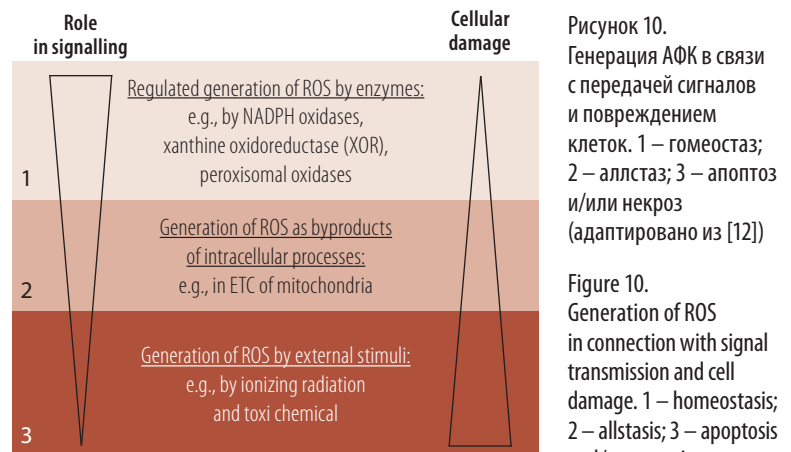 Role
in signalling
Cellular
damage
Regulated generation of ROS by enzymes:
e.g., by NADPH oxidases,
xanthine oxidoreductase (XOR),
peroxisomal oxidases
1
Generation of ROS as byproducts
of intracellular processes:
e.g., in ETC of mitochondria
2
Generation of ROS by external stimuli:
e.g., by ionizing radiation
and toxi chemical
3
Рисунок 10.
Генерация АФК в связи
с передачей сигналов
и повреждением
клеток. 1 – гомеостаз;
2 – аллстаз; 3 – апоптоз
и/или некроз
(адаптировано из [12])
Figure 10.
Generation of ROS
in connection with signal
transmission and cell
damage. 1 – homeostasis;
2 – allstasis; 3 – apoptosis